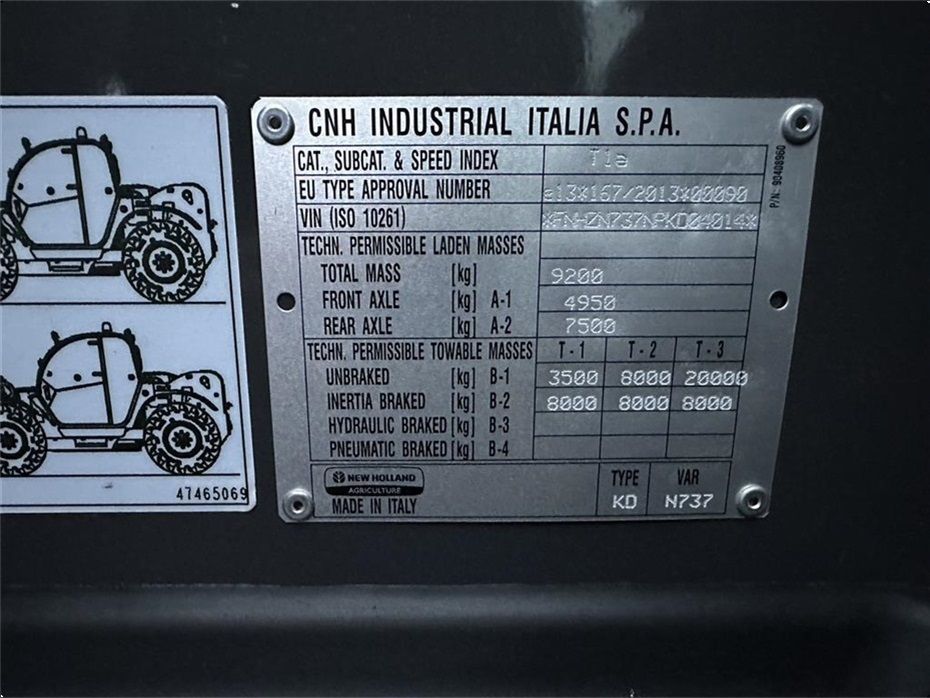 CNH INDUSTRIAL ITALIA S.P.A.
CAT., SUBCAT. & SPEED INDEX T1a
EU TYPE APPROVAL NUMBER e13*167/2013*00090
VIN (ISO 10261) *FNHZN737NPKD04014*
TECHN. PERMISSIBLE LADEN MASSES
TOTAL MASS [kg] 9200
FRONT AXLE [kg] A-1 4950
REAR AXLE [kg] A-2 7500
TECHN. PERMISSIBLE TOWABLE MASSES T-1 T-2 T-3
UNBRAKED [kg] B-1 3500 8000 20000
INERTIA BRAKED [kg] B-2 8000 8000 8000
HYDRAULIC BRAKED [kg] B-3
PNEUMATIC BRAKED [kg] B-4
NEW HOLLAND
AGRICULTURE
MADE IN ITALY
TYPE VAR
KD N737
P/N: 90408960
47465069